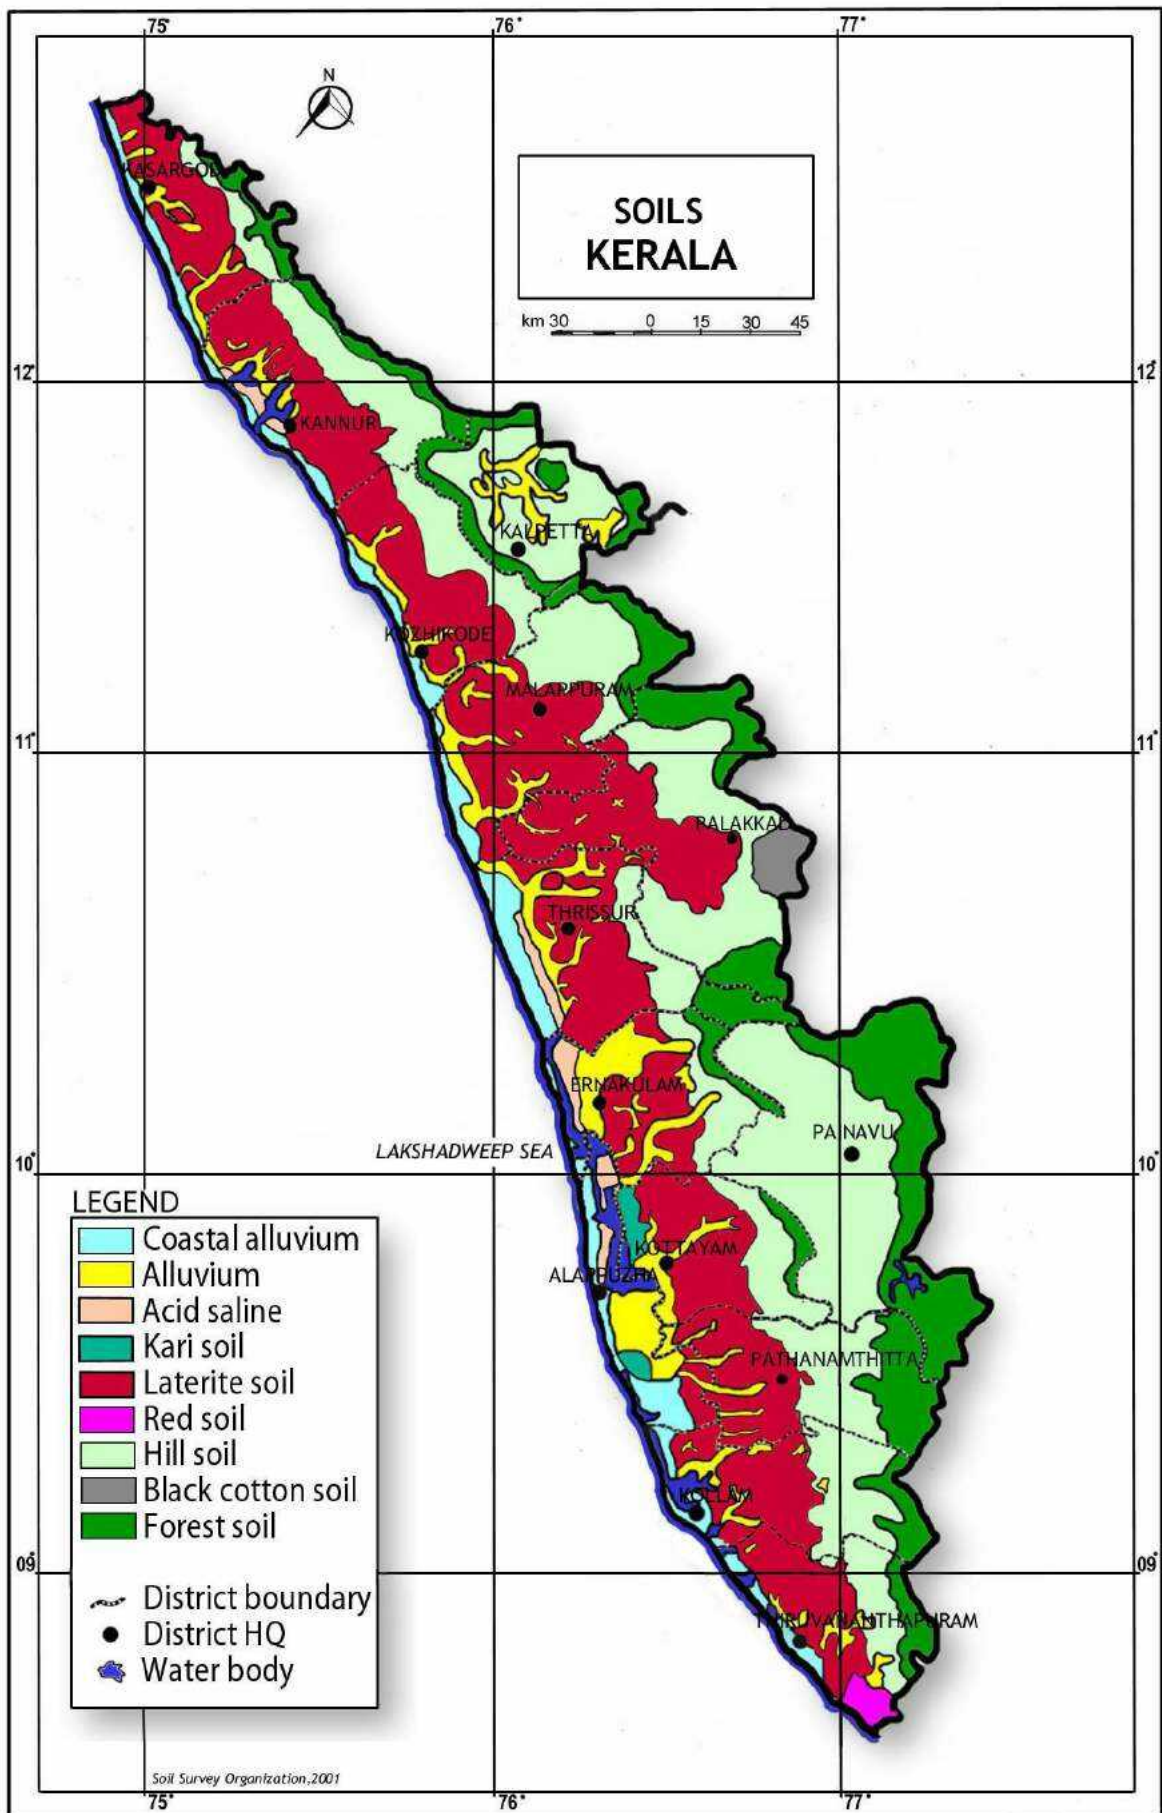 75°
76°
77°
N
SOILS
KERALA
km 30 0 15 30 45
KASARGOD
12°
12°
KANNUR
KALPETTA
KOZHIKODE
MALAPPURAM
11°
11°
PALAKKAD
THRISSUR
ERNAKULAM
PAINAVU
LAKSHADWEEP SEA
10°
10°
KOTTAYAM
ALAPPUZHA
PATHANAMTHITTA
KOLLAM
09°
09°
THIRUVANANTHAPURAM
LEGEND
Coastal alluvium
Alluvium
Acid saline
Kari soil
Laterite soil
Red soil
Hill soil
Black cotton soil
Forest soil
District boundary
District HQ
Water body
Soil Survey Organization,2001
75°
76°
77°